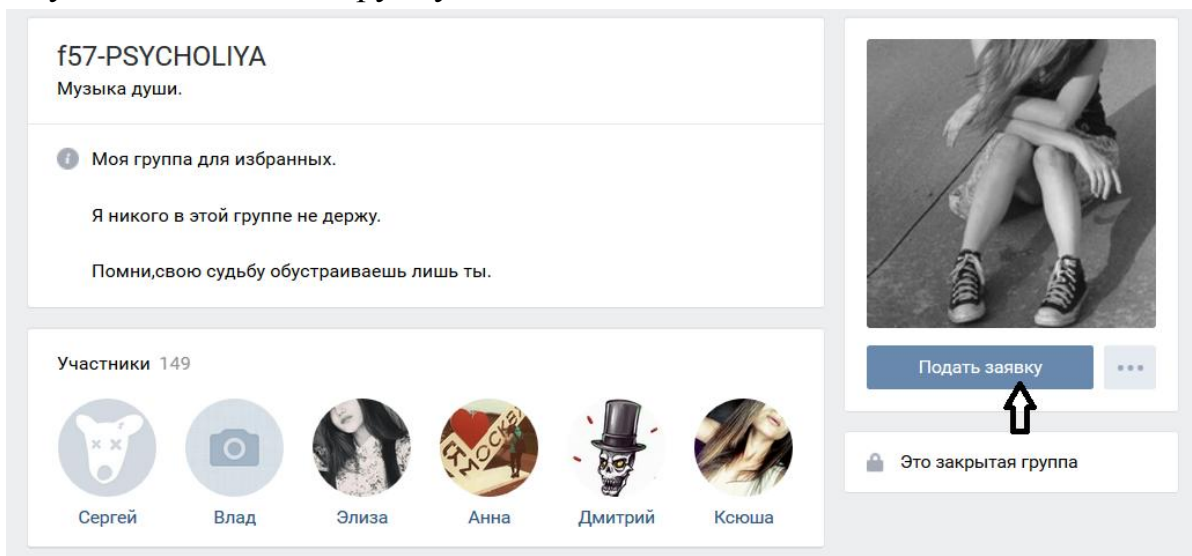 f57-PSYCHOLIYA
Музыка души.
Моя группа для избранных.
Я никого в этой группе не держу.
Помни,свою судьбу обустраиваешь лишь ты.
Участники 149
Сергей
Влад
Элиза
Анна
Дмитрий
Ксюша
Подать заявку
Это закрытая группа